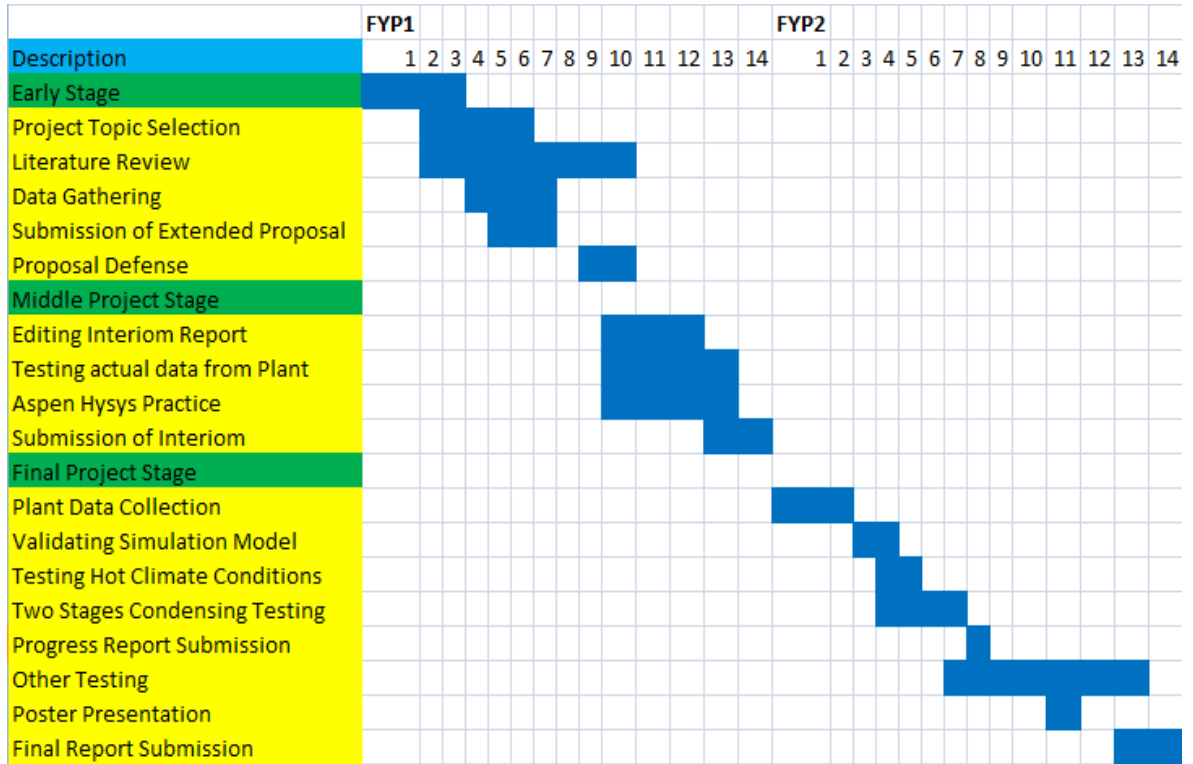 FYP1 FYP2
Description 1 2 3 4 5 6 7 8 9 10 11 12 13 14 1 2 3 4 5 6 7 8 9 10 11 12 13 14
Early Stage
Project Topic Selection
Literature Review
Data Gathering
Submission of Extended Proposal
Proposal Defense
Middle Project Stage
Editing Interiom Report
Testing actual data from Plant
Aspen Hysys Practice
Submission of Interiom
Final Project Stage
Plant Data Collection
Validating Simulation Model
Testing Hot Climate Conditions
Two Stages Condensing Testing
Progress Report Submission
Other Testing
Poster Presentation
Final Report Submission